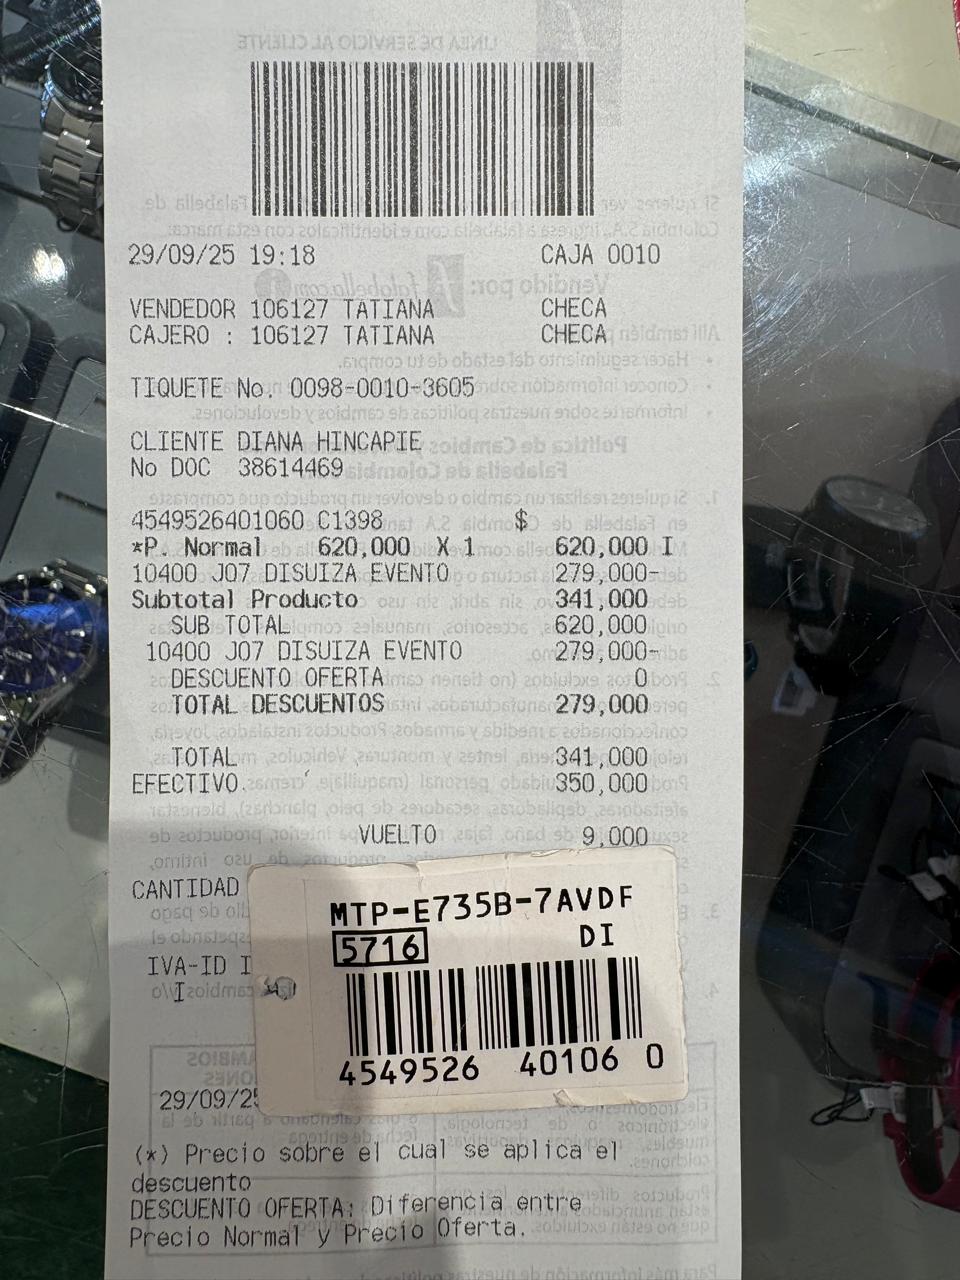 29/09/25 19:18 CAJA 0010
VENDEDOR 106127 TATIANA CHECA
CAJERO : 106127 TATIANA CHECA
TIQUETE No. 0098-0010-3605
CLIENTE DIANA HINCAPIE
No DOC 38614469
4549526401060 C1398 $
*P. Normal 620,000 X 1 620,000 I
10400 J07 DISUIZA EVENTO 279,000-
Subtotal Producto 341,000
SUB TOTAL 620,000
10400 J07 DISUIZA EVENTO 279,000-
DESCUENTO OFERTA 0
TOTAL DESCUENTOS 279,000
TOTAL 341,000
EFECTIVO. 350,000
VUELTO 9,000
CANTIDAD
MTP-E735B-7AVDF
5716 DI
IVA-ID I
I
4549526 40106 0
29/09/25
(*) Precio sobre el cual se aplica el
descuento
DESCUENTO OFERTA: Diferencia entre
Precio Normal y Precio Oferta.